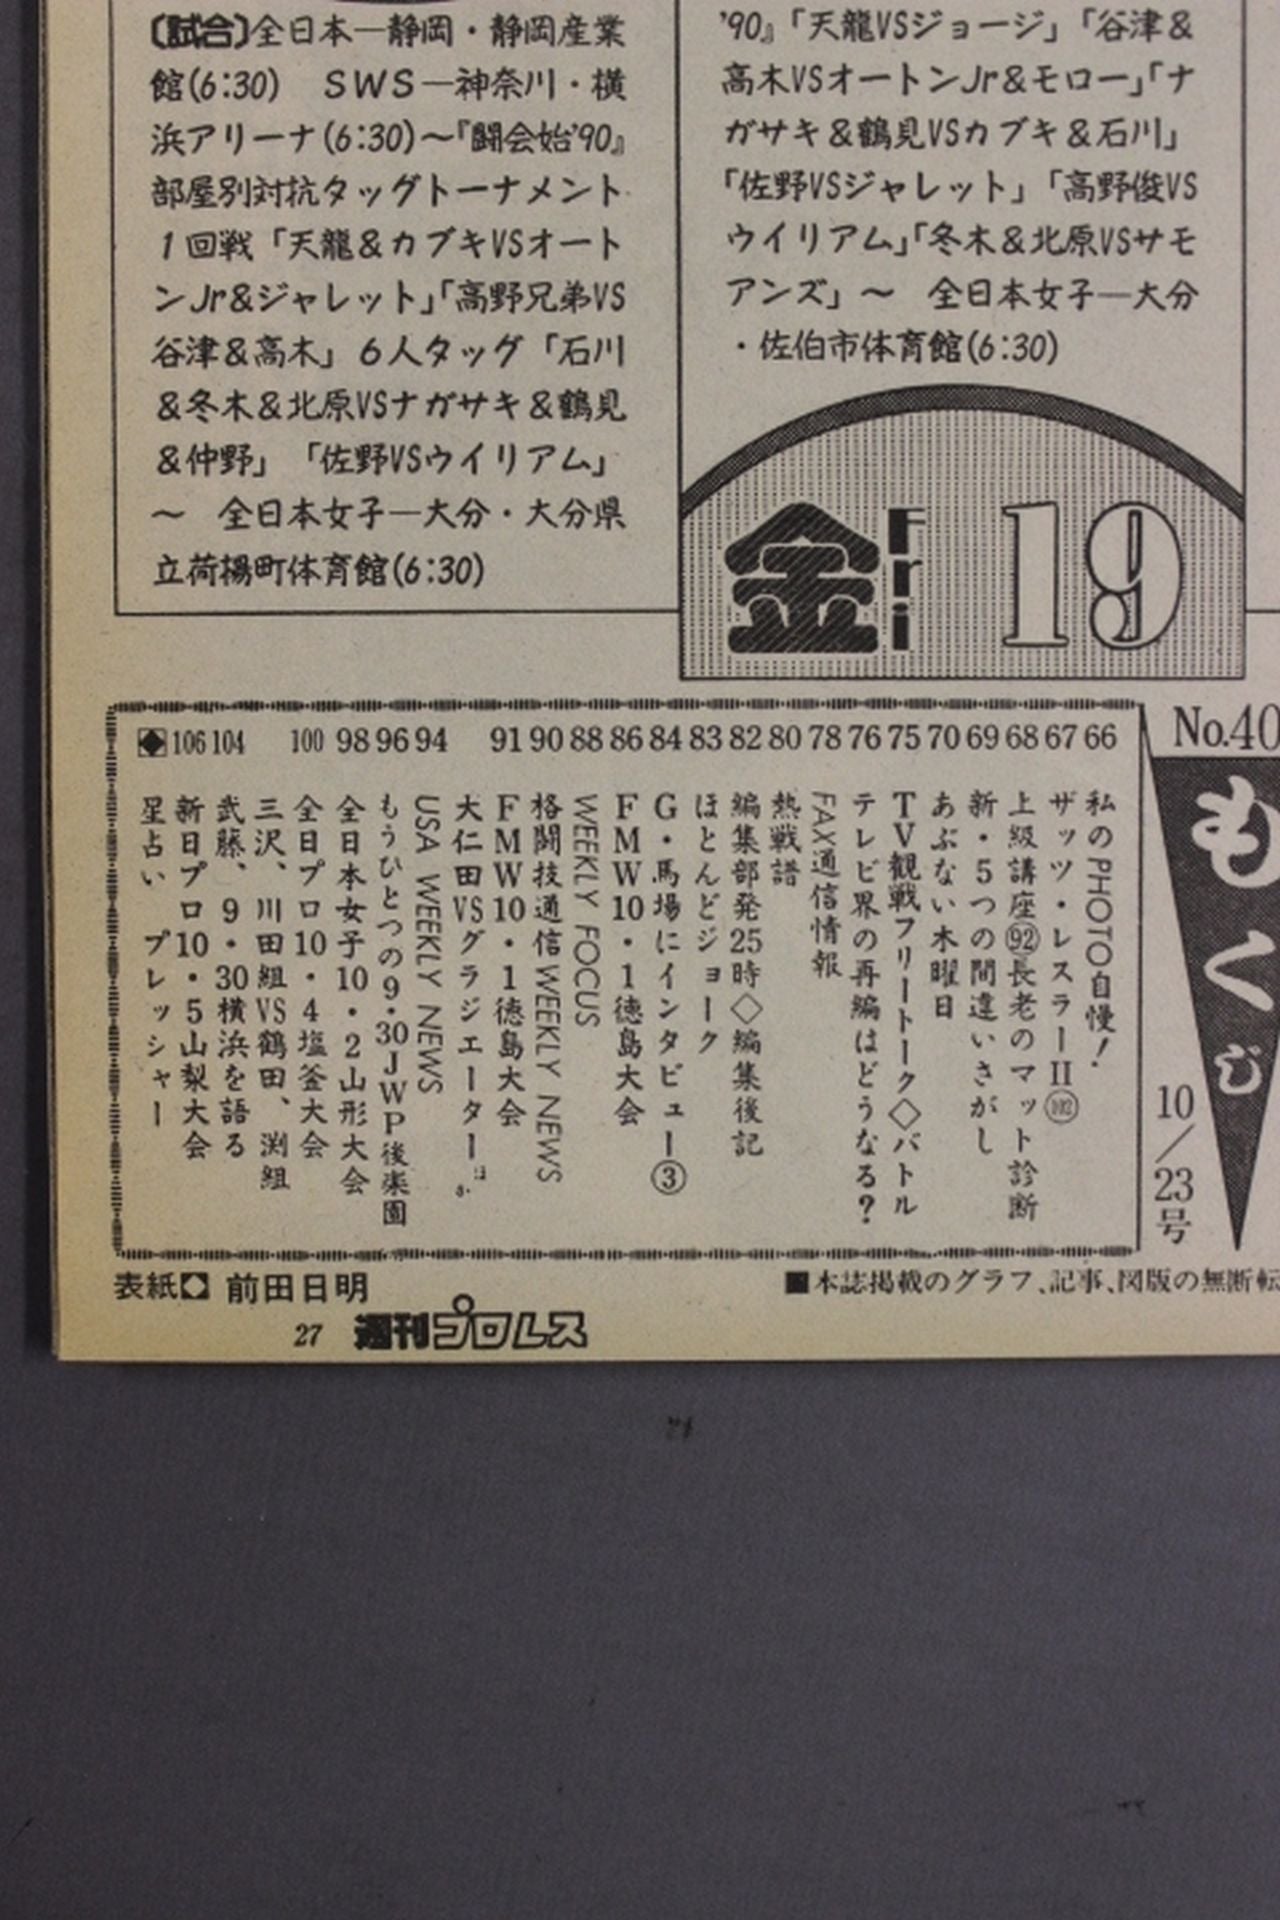 〔試合〕全日本―静岡・静岡産業
館(6:30) SWS―神奈川・横
浜アリーナ(6:30)～『闘会始'90』
部屋別対抗タッグトーナメント
1回戦「天龍＆カブキVSオート
ンJr＆ジャレット」「高野兄弟VS
谷津＆高木」6人タッグ「石川
＆冬木＆北原VSナガサキ＆鶴見
＆仲野」「佐野VSウイリアム」
～ 全日本女子―大分・大分県
立荷揚町体育館(6:30)
'90』「天龍VSジョージ」「谷津＆
高木VSオートンJr＆モロー」「ナ
ガサキ＆鶴見VSカブキ＆石川」
「佐野VSジャレット」「高野俊VS
ウイリアム」「冬木＆北原VSサモ
アンズ」～ 全日本女子―大分
・佐伯市体育館(6:30)
金 Fri 19
No.40
もくじ
10/23号
66 私のPHOTO自慢！
67 ザッツ・レスラーII(102)
68 上級講座(92)長老のマット診断
69 新・5つの間違いさがし
70 あぶない木曜日
75 TV観戦フリートーク◇バトル
76 テレビ界の再編はどうなる？
78 FAX通信情報
80 熱戦譜
82 編集部発25時◇編集後記
83 ほとんどジョーク
84 G・馬場にインタビュー③
86 FMW10・1徳島大会
88 WEEKLY FOCUS
90 格闘技通信WEEKLY NEWS
91 FMW10・1徳島大会
大仁田VSグラジエーターほか
94 USA WEEKLY NEWS
96 もうひとつの9・30JWP後楽園
98 全日本女子10・2山形大会
100 全日プロ10・4塩釜大会
三沢、川田組VS鶴田、渕組
104 武藤、9・30横浜を語る
106 新日プロ10・5山梨大会
◆ 星占い プレッシャー
表紙◇前田日明
■本誌掲載のグラフ、記事、図版の無断転
27 週刊プロレス